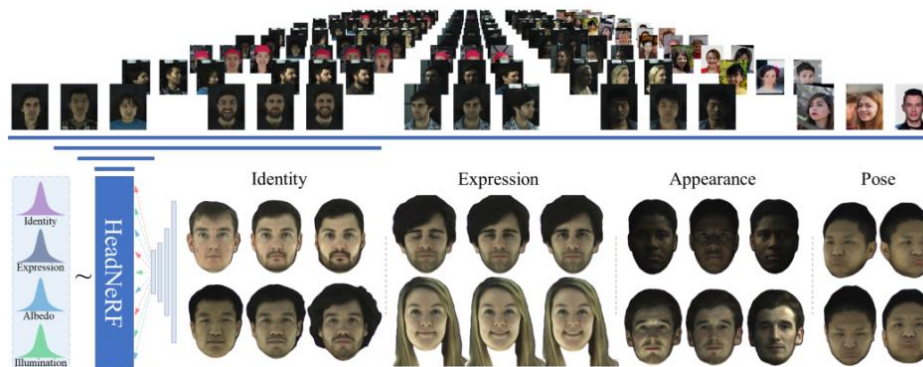 Identity Expression Appearance Pose
Identity
Expression
Albedo
Illumination
~
HeadNeRF